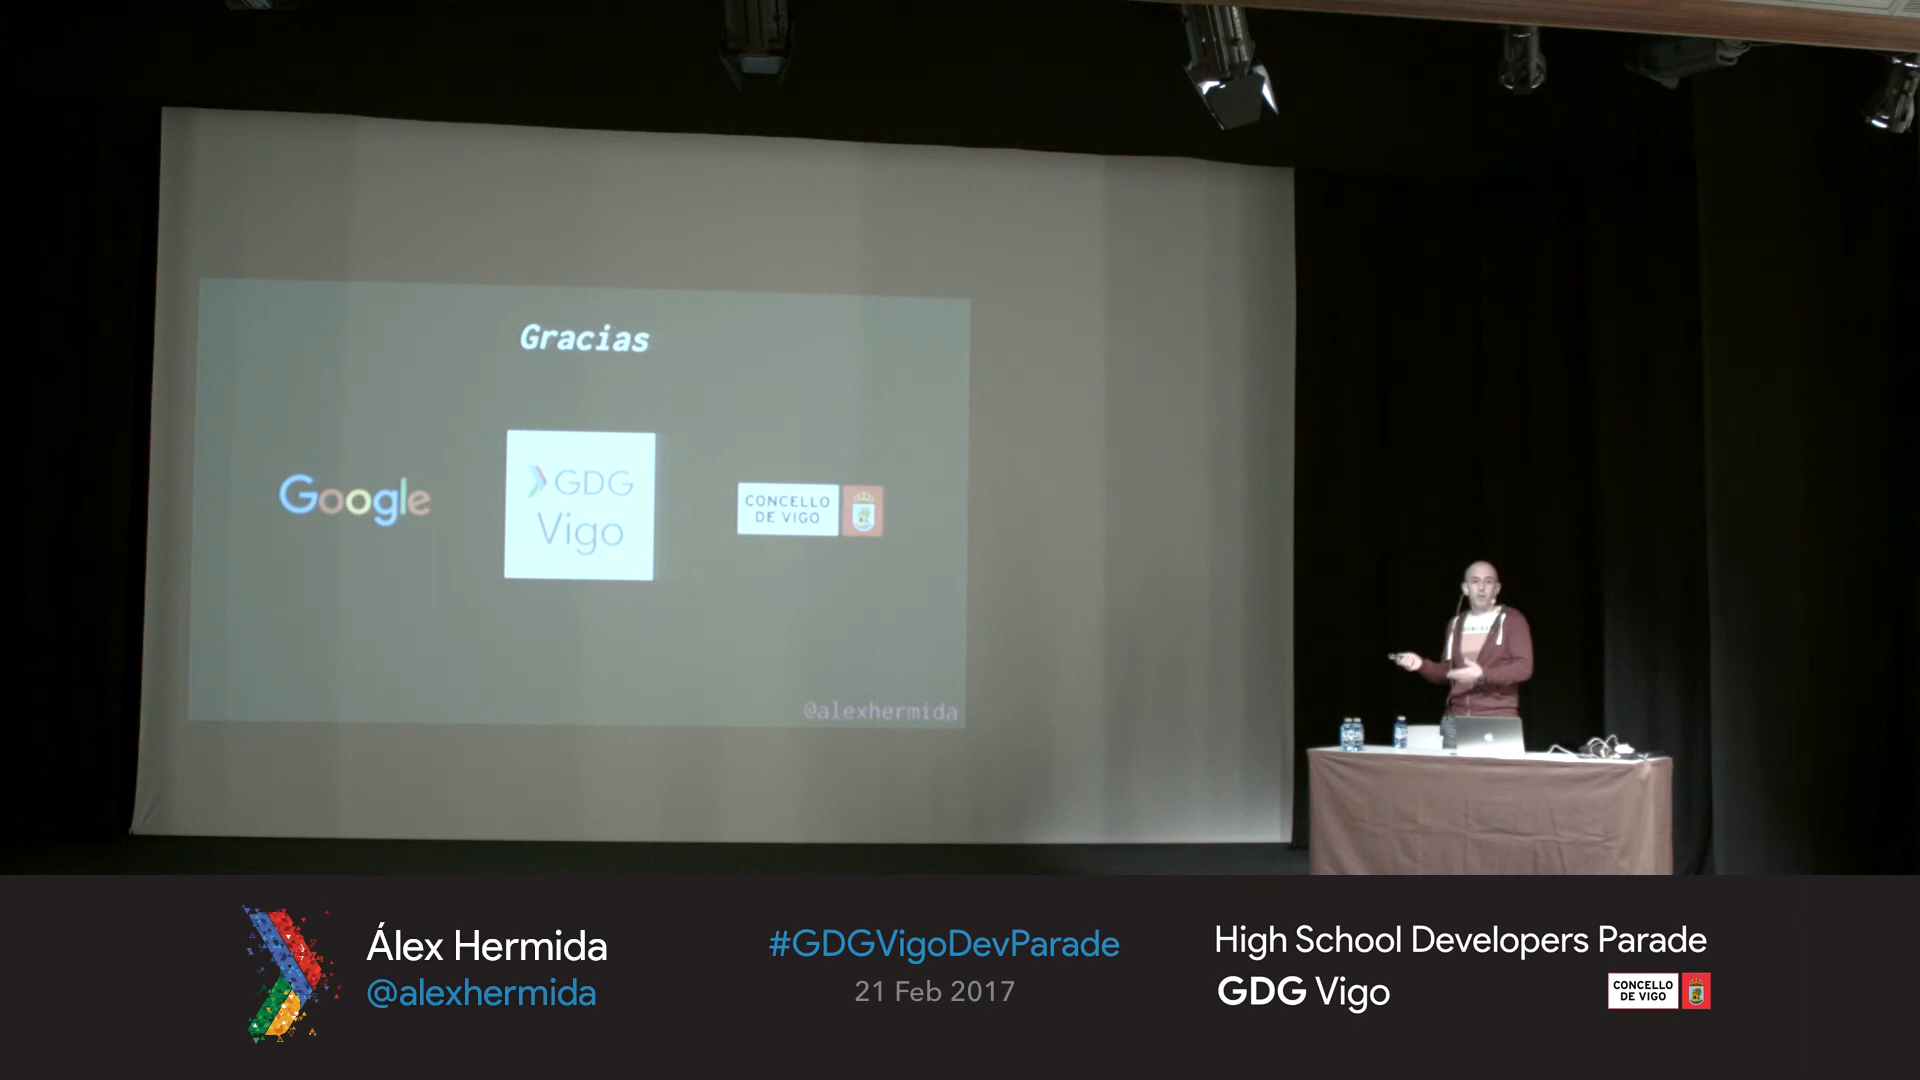 Gracias
Google
GDG
Vigo
CONCELLO
DE VIGO
@alexhermida
Álex Hermida
@alexhermida
#GDGVigoDevParade
21 Feb 2017
High School Developers Parade
GDG Vigo
CONCELLO
DE VIGO